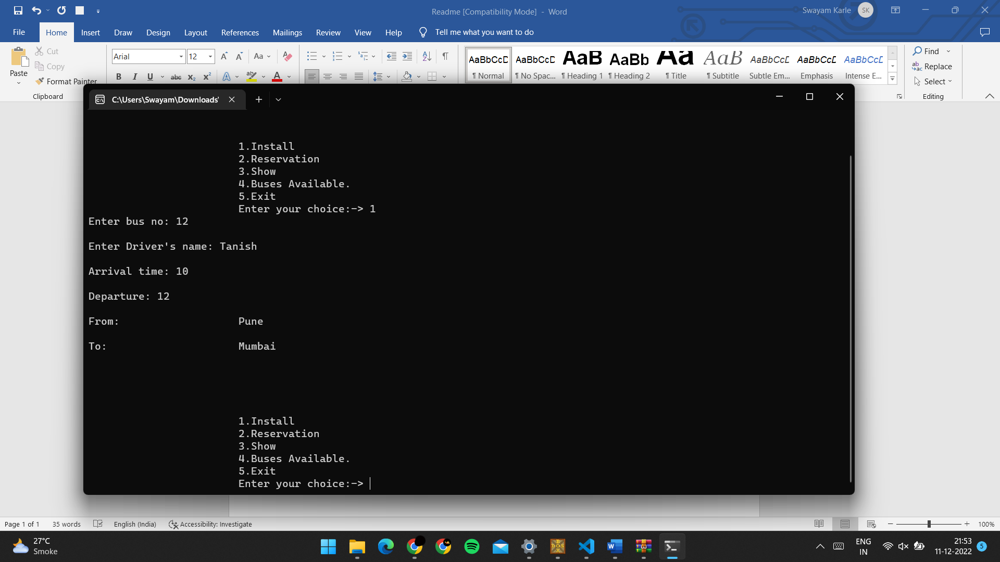 Readme [Compatibility Mode] - Word
Swayam Karle
SK
File Home Insert Draw Design Layout References Mailings Review View Help Tell me what you want to do
Paste
Cut
Copy
Format Painter
Clipboard
Arial 12
Aa
B I U abc x₂ x² A ab A
AaBbCcD AaBbCcD AaB AaBb Aa AaB AaBbCcD AaBbCcD AaBbCcD
¶ Normal ¶ No Spac... ¶ Heading 1 ¶ Heading 2 ¶ Title ¶ Subtitle Subtle Em... Emphasis Intense E...
Find
Replace
Select
Editing
C:\Users\Swayam\Downloads\
1.Install
2.Reservation
3.Show
4.Buses Available.
5.Exit
Enter your choice:-> 1
Enter bus no: 12
Enter Driver's name: Tanish
Arrival time: 10
Departure: 12
From: Pune
To: Mumbai
1.Install
2.Reservation
3.Show
4.Buses Available.
5.Exit
Enter your choice:->
Page 1 of 1 35 words English (India) Accessibility: Investigate 100%
27°C
Smoke
ENG
IN
21:53
11-12-2022
5